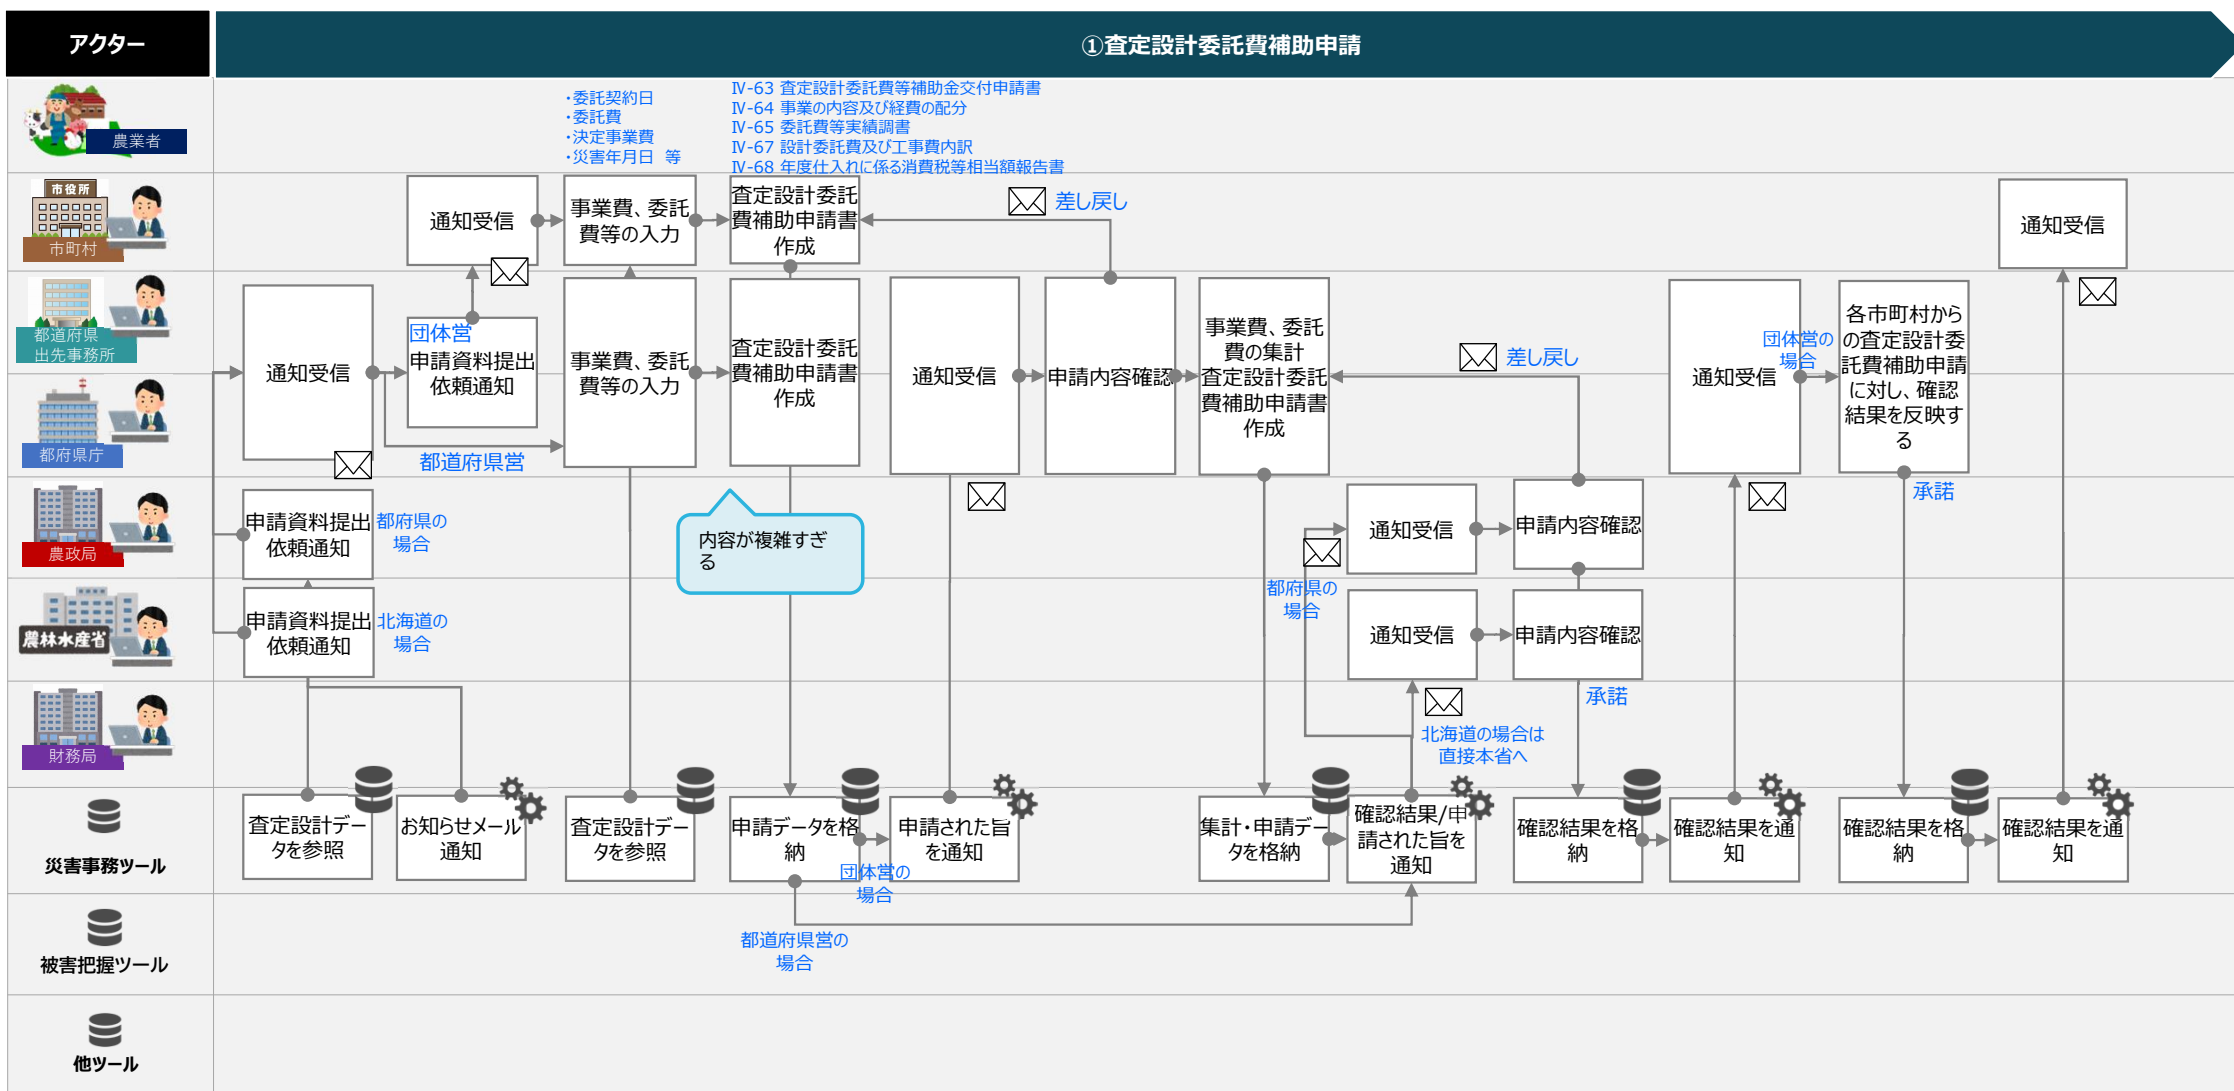 アクター
①査定設計委託費補助申請
・委託契約日
・委託費
・決定事業費
・災害年月日 等
Ⅳ-63 査定設計委託費等補助金交付申請書
Ⅳ-64 事業の内容及び経費の配分
Ⅳ-65 委託費等実績調書
Ⅳ-67 設計委託費及び工事費内訳
Ⅳ-68 年度仕入れに係る消費税等相当額報告書
農業者
市役所
市町村
通知受信
事業費、委託
費等の入力
査定設計委託
費補助申請書
作成
差し戻し
通知受信
都道府県
出先事務所
都府県庁
通知受信
団体営
申請資料提出
依頼通知
都道府県営
事業費、委託
費等の入力
査定設計委託
費補助申請書
作成
通知受信
申請内容確認
事業費、委託
費の集計
査定設計委託
費補助申請書
作成
差し戻し
通知受信
団体営の
場合
各市町村から
の査定設計委
託費補助申請
に対し、確認
結果を反映す
る
承諾
農政局
申請資料提出
依頼通知
都府県の
場合
内容が複雑すぎ
る
通知受信
申請内容確認
都府県の
場合
農林水産省
申請資料提出
依頼通知
北海道の
場合
通知受信
申請内容確認
承諾
財務局
北海道の場合は
直接本省へ
災害事務ツール
査定設計デー
タを参照
お知らせメール
通知
査定設計デー
タを参照
申請データを格
納
団体営の
場合
申請された旨
を通知
集計・申請デー
タを格納
確認結果/申
請された旨を
通知
確認結果を格
納
確認結果を通
知
確認結果を格
納
確認結果を通
知
都道府県営の
場合
被害把握ツール
他ツール